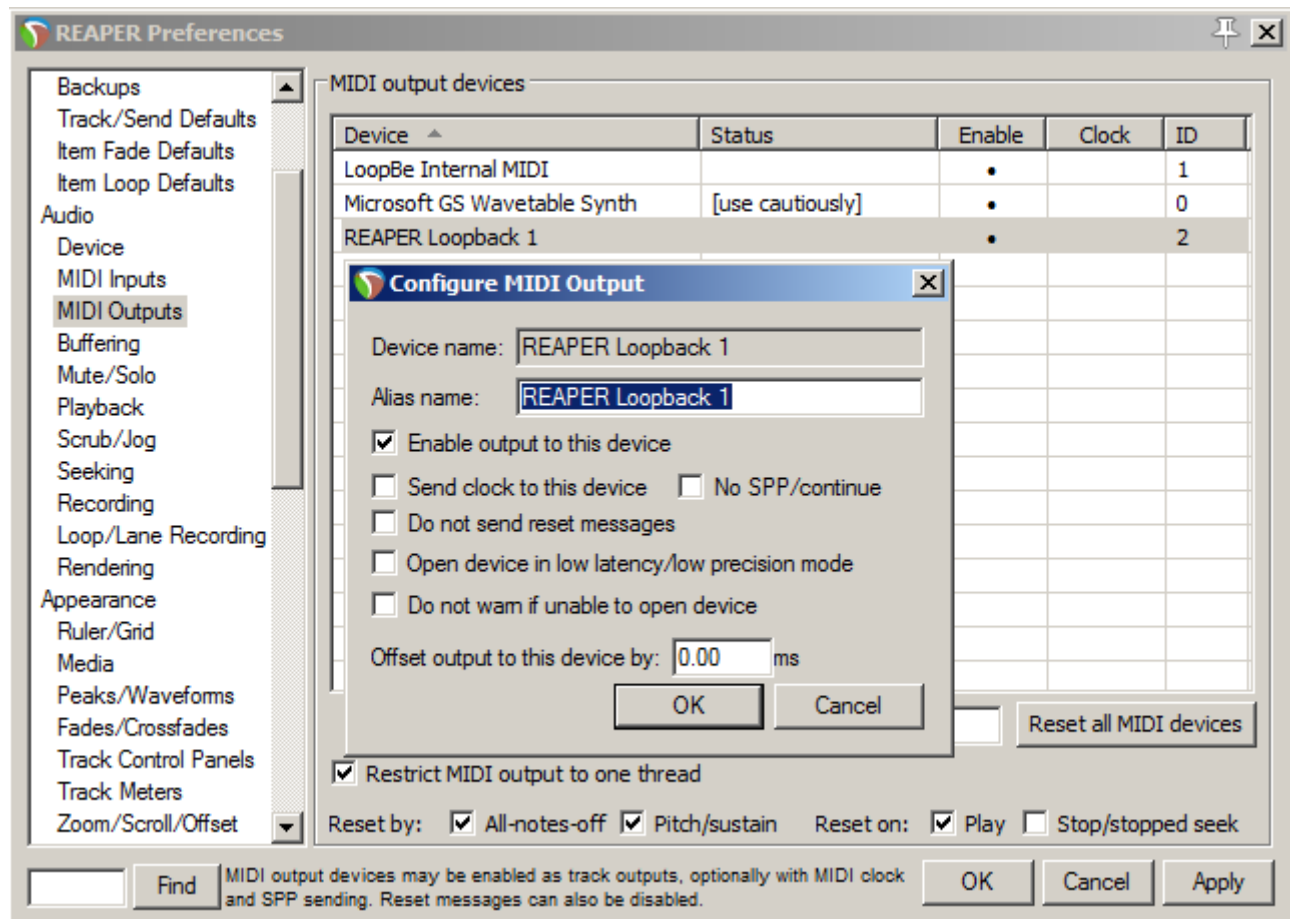 REAPER Preferences
Backups
Track/Send Defaults
Item Fade Defaults
Item Loop Defaults
Audio
Device
MIDI Inputs
MIDI Outputs
Buffering
Mute/Solo
Playback
Scrub/Jog
Seeking
Recording
Loop/Lane Recording
Rendering
Appearance
Ruler/Grid
Media
Peaks/Waveforms
Fades/Crossfades
Track Control Panels
Track Meters
Zoom/Scroll/Offset
MIDI output devices
Device Status Enable Clock ID
LoopBe Internal MIDI 1
Microsoft GS Wavetable Synth [use cautiously] 0
REAPER Loopback 1 2
Configure MIDI Output
Device name: REAPER Loopback 1
Alias name: REAPER Loopback 1
Enable output to this device
Send clock to this device No SPP/continue
Do not send reset messages
Open device in low latency/low precision mode
Do not warn if unable to open device
Offset output to this device by: 0.00 ms
OK Cancel
Reset all MIDI devices
Restrict MIDI output to one thread
Reset by: All-notes-off Pitch/sustain Reset on: Play Stop/stopped seek
Find
MIDI output devices may be enabled as track outputs, optionally with MIDI clock
and SPP sending. Reset messages can also be disabled.
OK Cancel Apply